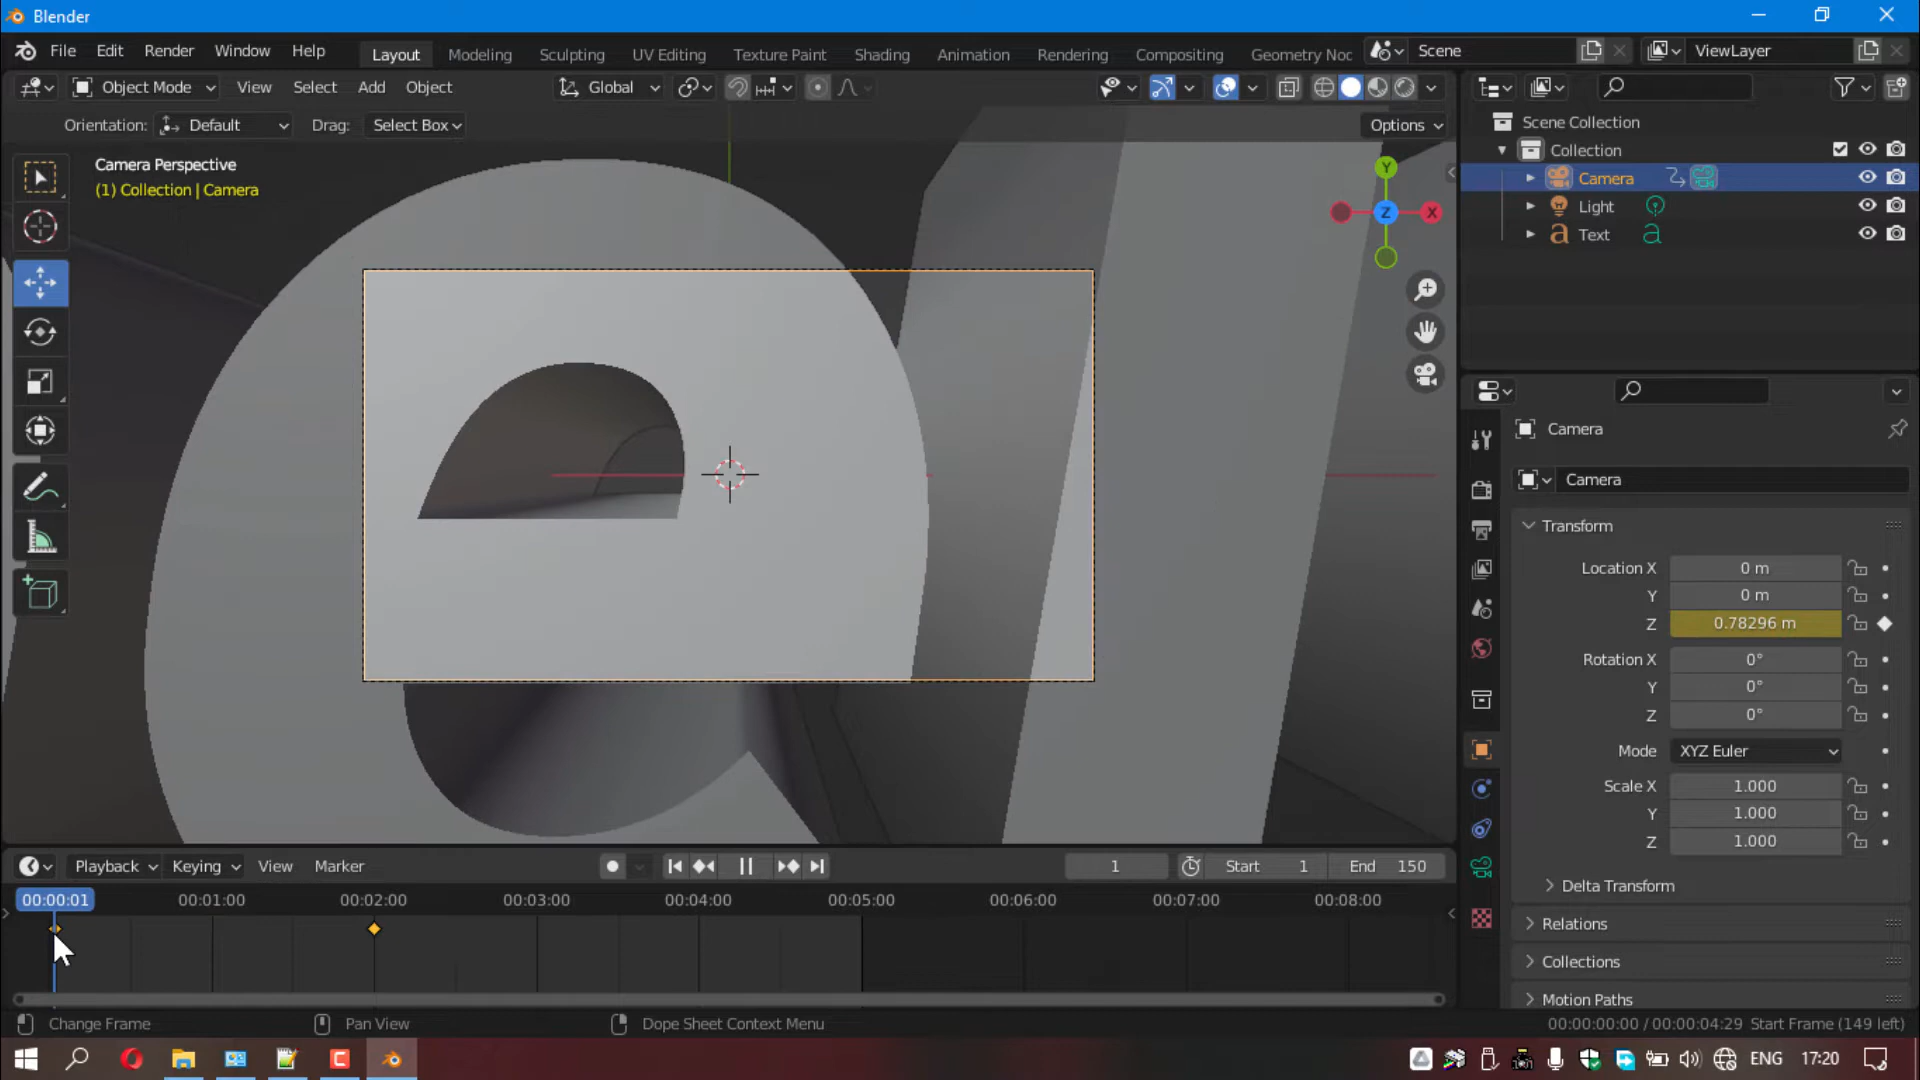 Blender
File Edit Render Window Help Layout Modeling Sculpting UV Editing Texture Paint Shading Animation Rendering Compositing Geometry Noc Scene ViewLayer
Object Mode View Select Add Object Global
Orientation: Default Drag: Select Box Options
Camera Perspective
(1) Collection | Camera
Y
X
Z
Scene Collection
Collection
Camera
Light
Text
Camera
Camera
Transform
Location X 0 m
Y 0 m
Z 0.78296 m
Rotation X 0°
Y 0°
Z 0°
Mode XYZ Euler
Scale X 1.000
Y 1.000
Z 1.000
Delta Transform
Relations
Collections
Motion Paths
Playback Keying View Marker 1 Start 1 End 150
00:00:01 00:01:00 00:02:00 00:03:00 00:04:00 00:05:00 00:06:00 00:07:00 00:08:00
Change Frame Pan View Dope Sheet Context Menu 00:00:00:00 / 00:00:04:29 Start Frame (149 left)
ENG 17:20